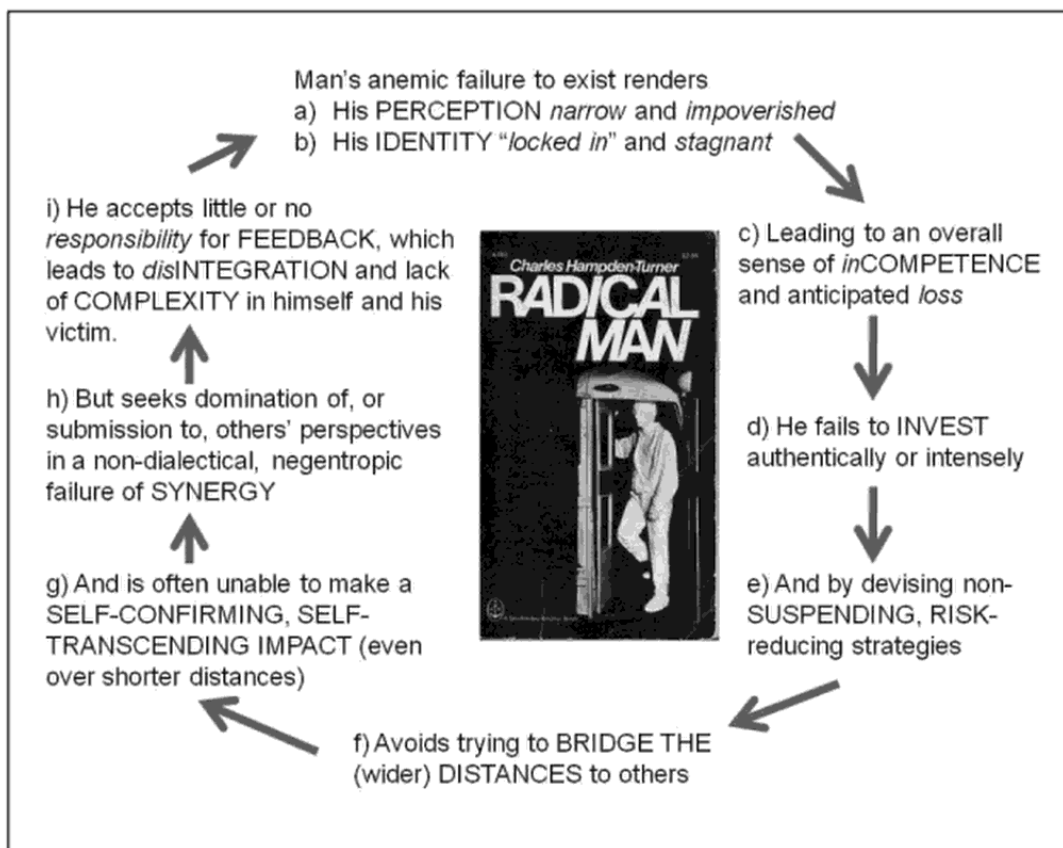 Man's anemic failure to exist renders
a) His PERCEPTION narrow and impoverished
b) His IDENTITY “locked in” and stagnant
c) Leading to an overall
sense of inCOMPETENCE
and anticipated loss
d) He fails to INVEST
authentically or intensely
e) And by devising non-
SUSPENDING, RISK-
reducing strategies
f) Avoids trying to BRIDGE THE
(wider) DISTANCES to others
g) And is often unable to make a
SELF-CONFIRMING, SELF-
TRANSCENDING IMPACT (even
over shorter distances)
h) But seeks domination of, or
submission to, others' perspectives
in a non-dialectical, negentropic
failure of SYNERGY
i) He accepts little or no
responsibility for FEEDBACK, which
leads to disINTEGRATION and lack
of COMPLEXITY in himself and his
victim.
Charles Hampden-Turner
RADICAL
MAN